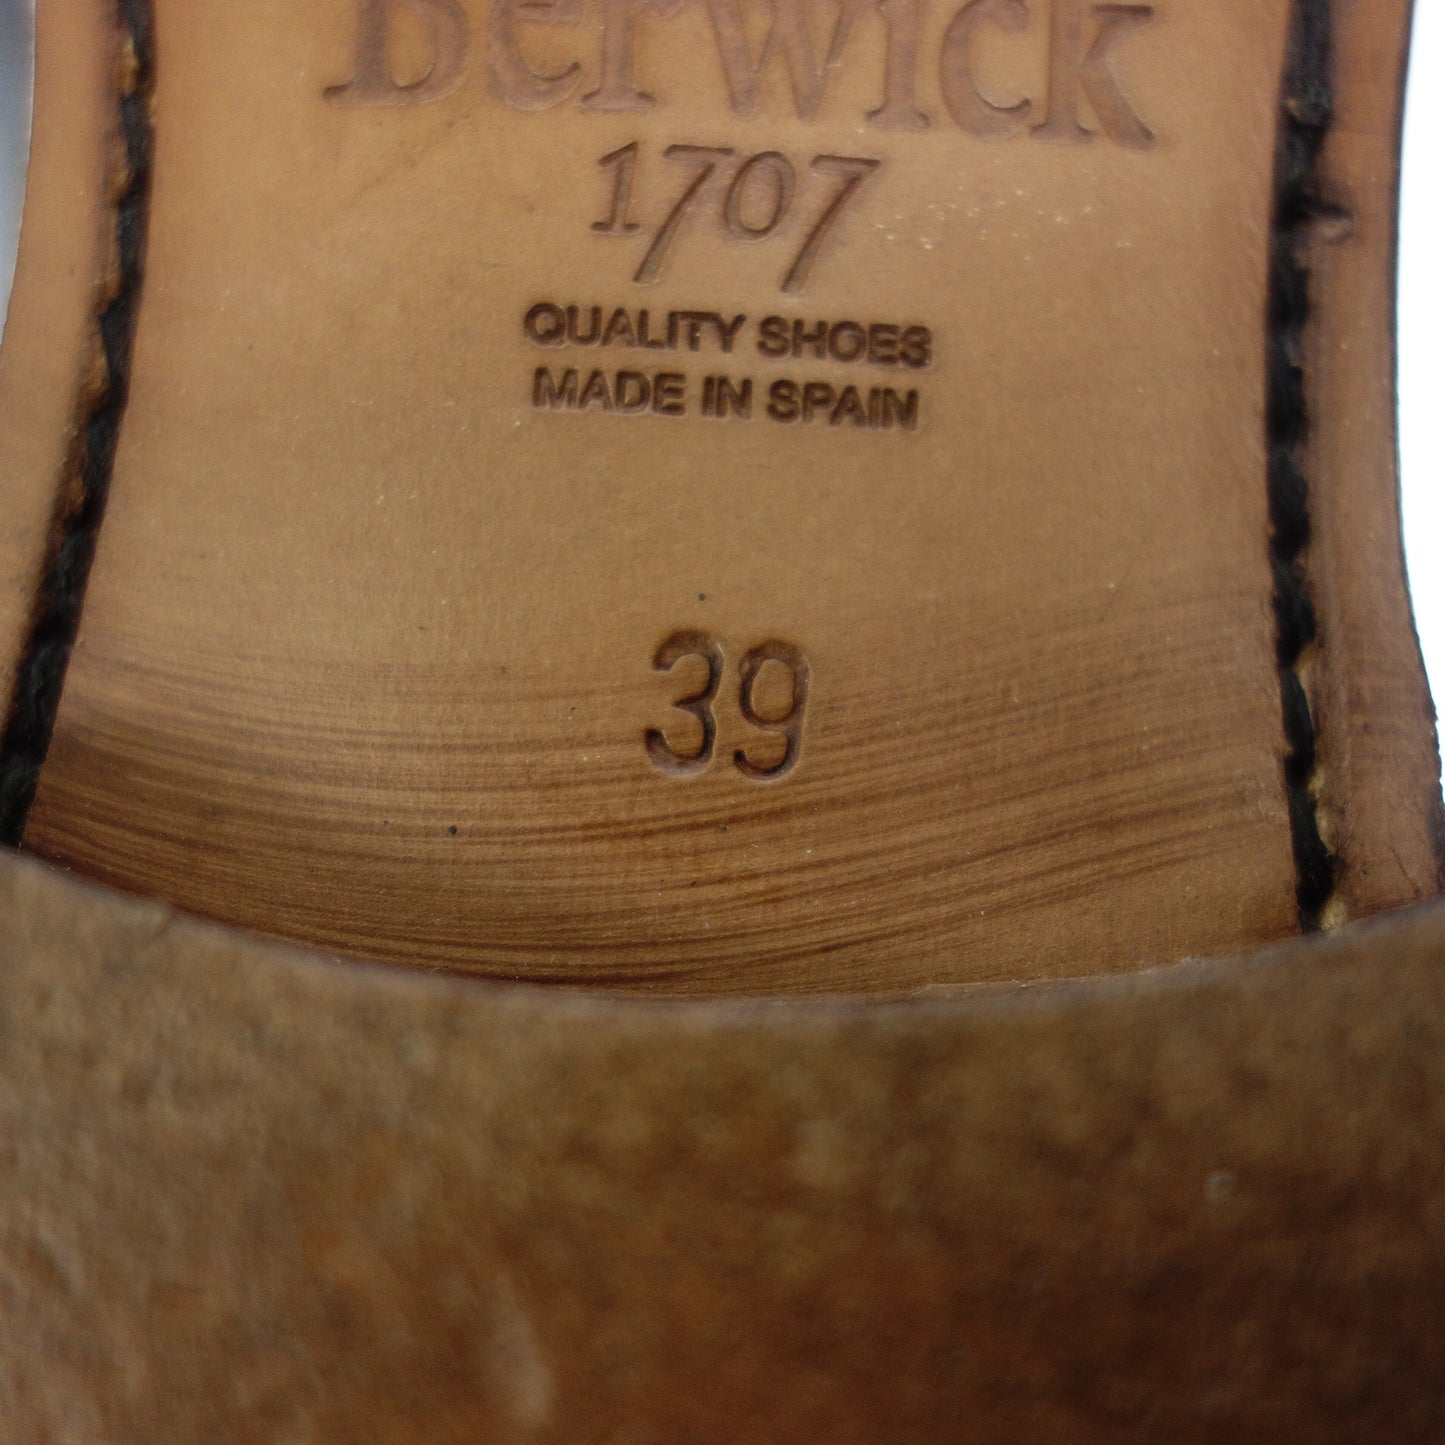 Berwick
1707
QUALITY SHOES
MADE IN SPAIN
39